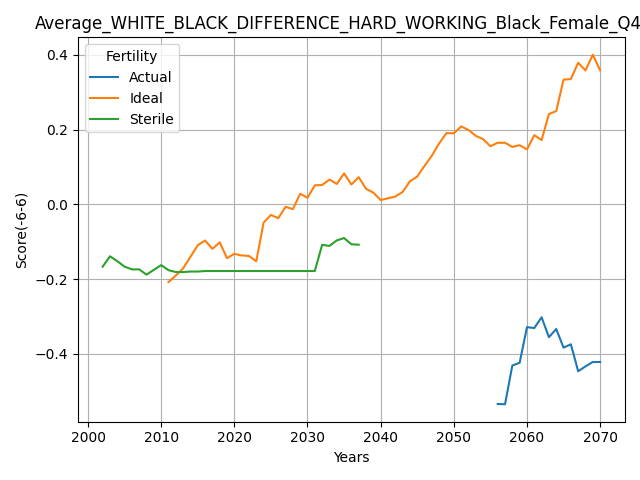 Average_WHITE_BLACK_DIFFERENCE_HARD_WORKING_Black_Female_Q4
Fertility
Actual
Ideal
Sterile
Score(-6-6)
0.4
0.2
0.0
−0.2
−0.4
2000 2010 2020 2030 2040 2050 2060 2070
Years